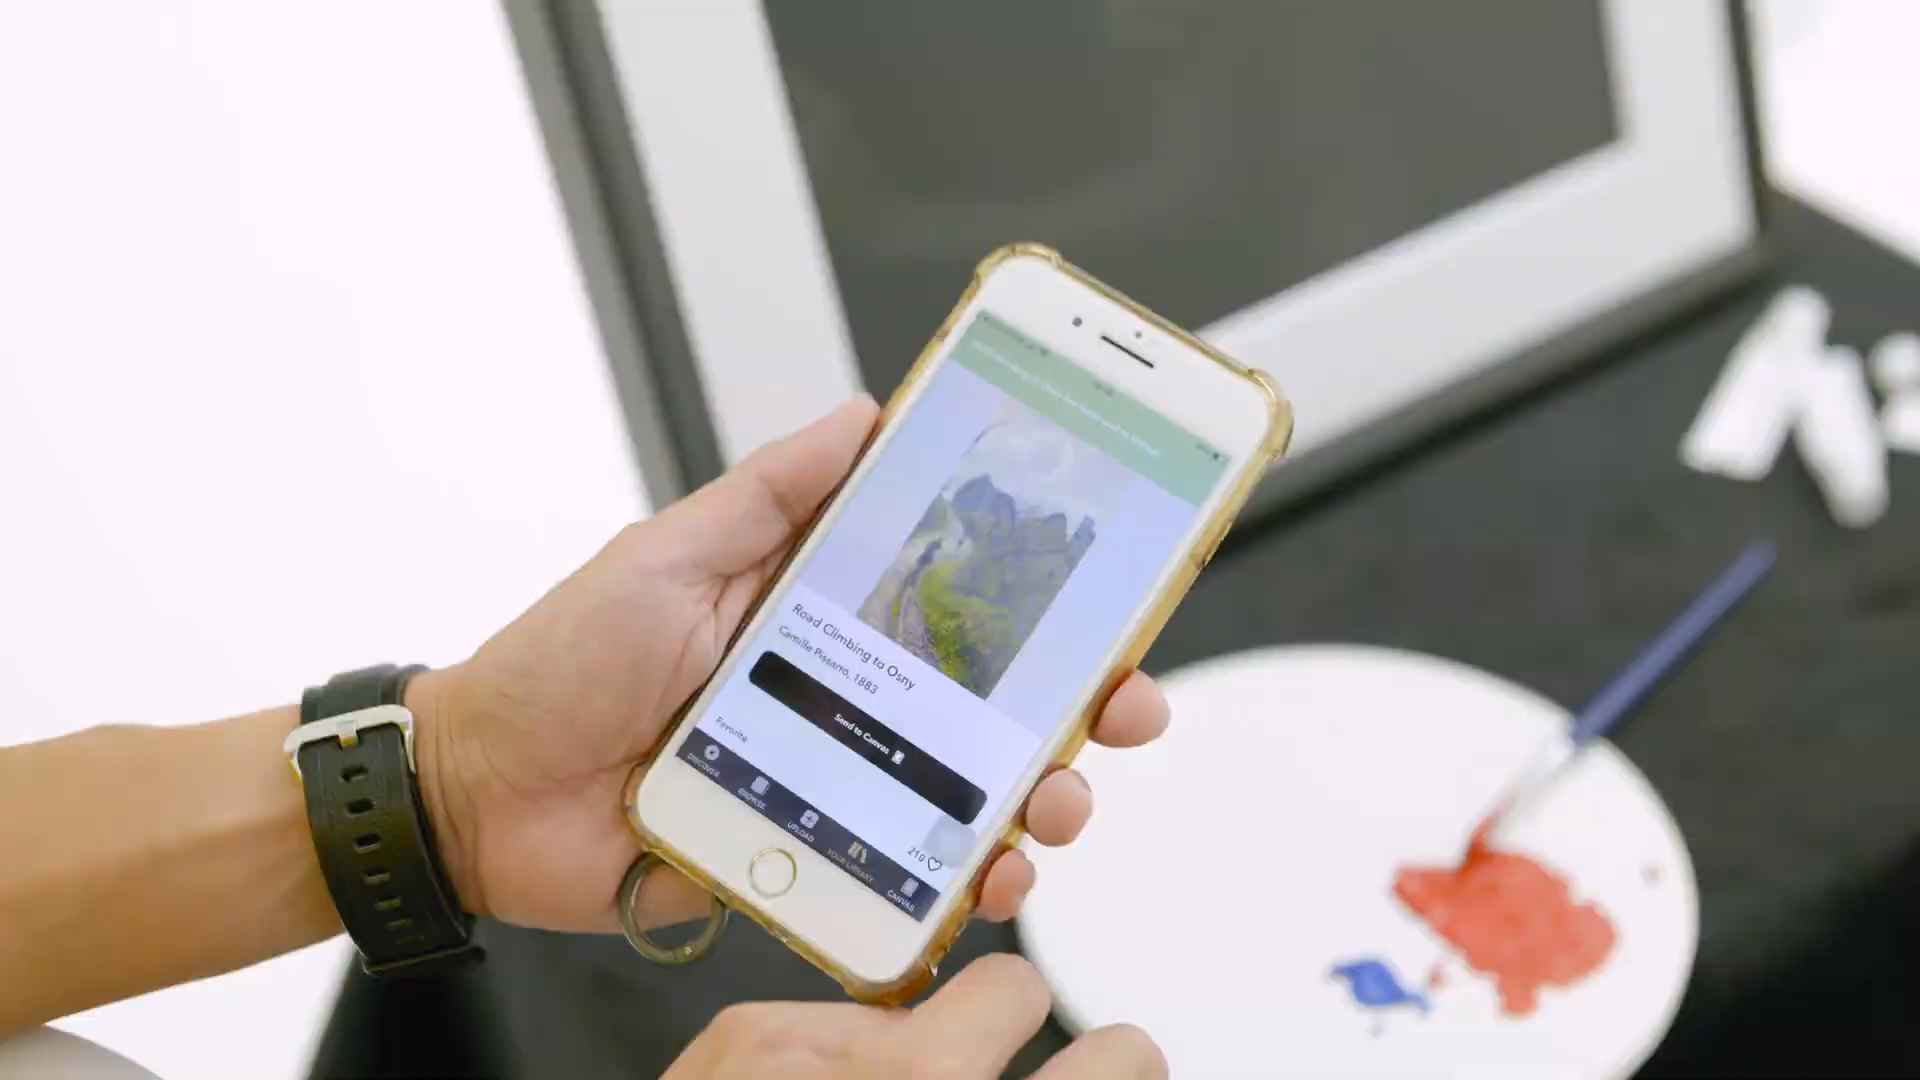 Road Climbing to Osny
Camille Pissarro, 1883
Send to Canvas
Favorite
210
DISCOVER
BROWSE
UPLOAD
YOUR LIBRARY
CANVAS